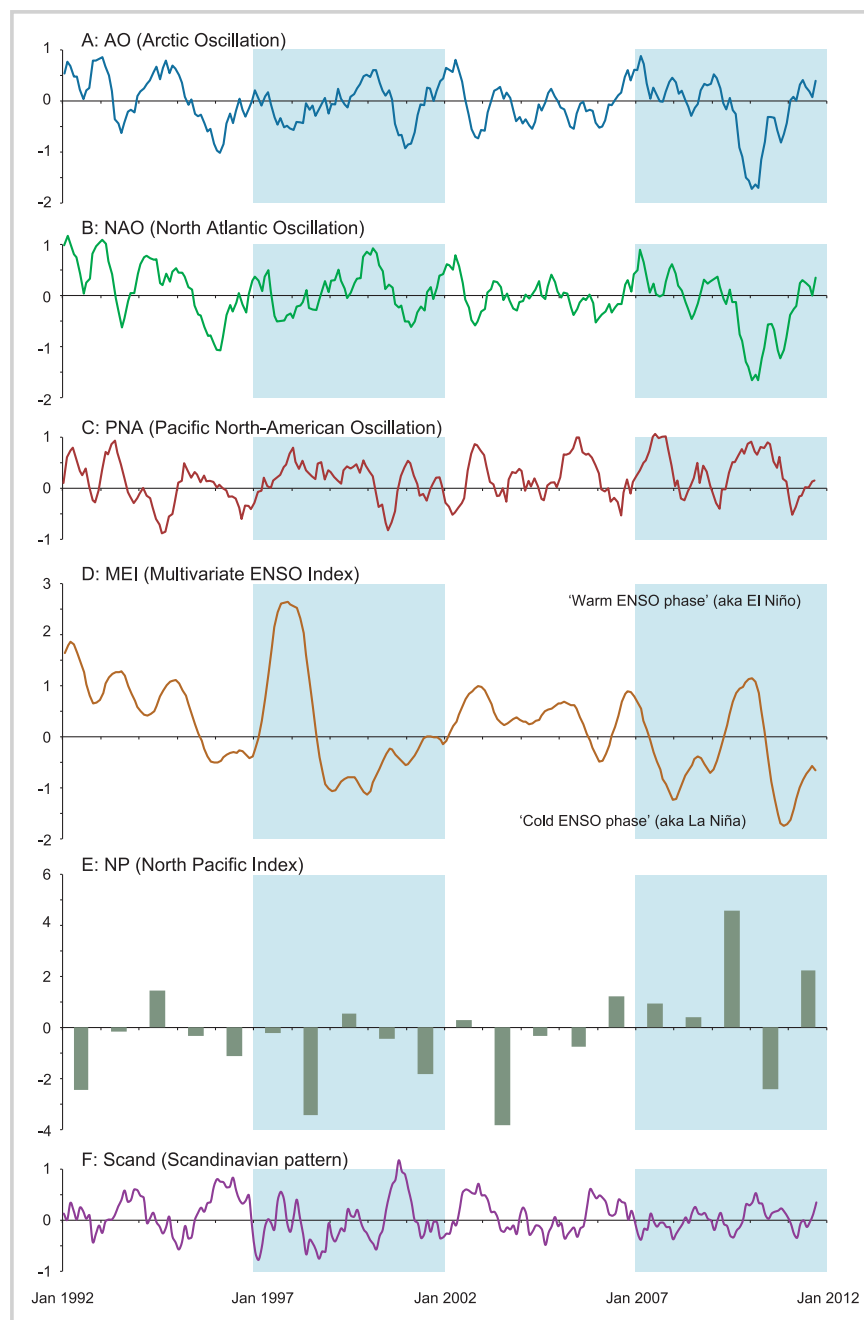 A: AO (Arctic Oscillation)
1
0
-1
-2
B: NAO (North Atlantic Oscillation)
1
0
-1
-2
C: PNA (Pacific North-American Oscillation)
1
0
-1
D: MEI (Multivariate ENSO Index)
3
2
1
0
-1
-2
‘Warm ENSO phase’ (aka El Niño)
‘Cold ENSO phase’ (aka La Niña)
E: NP (North Pacific Index)
6
4
2
0
-2
-4
F: Scand (Scandinavian pattern)
1
0
-1
Jan 1992 Jan 1997 Jan 2002 Jan 2007 Jan 2012